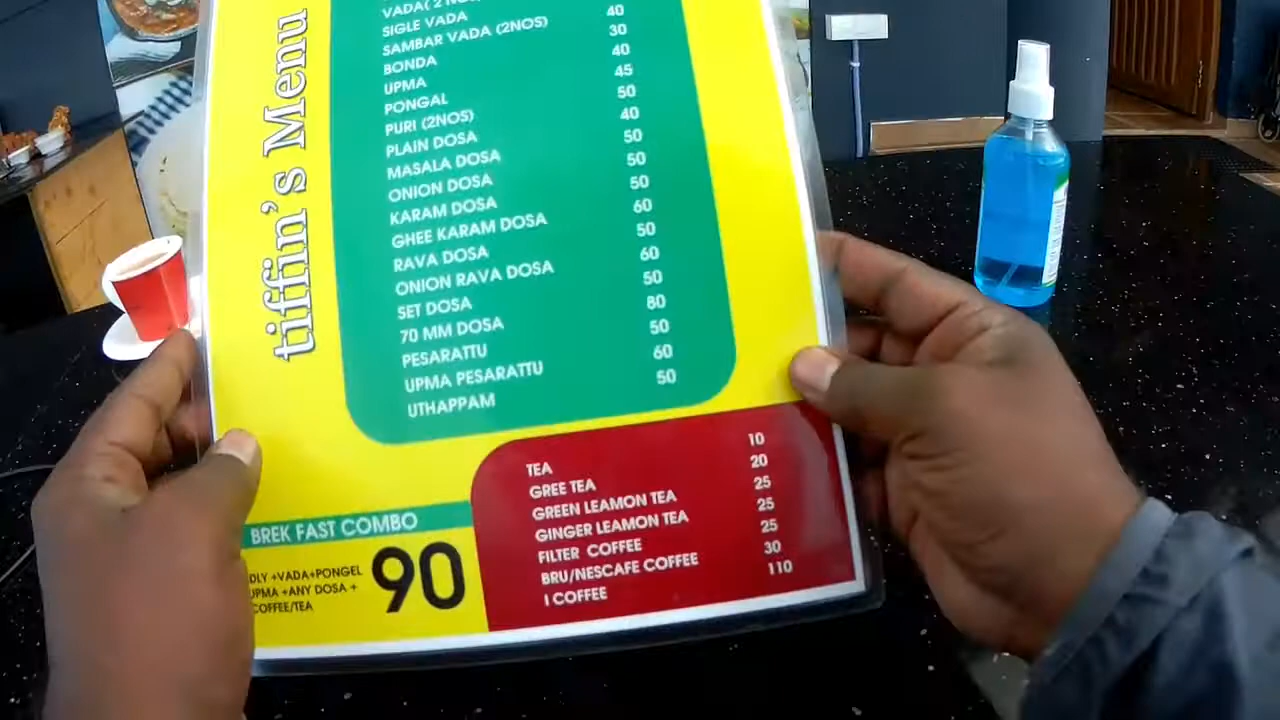 tiffin's Menu
VADA( 2 NOS)
SIGLE VADA
SAMBAR VADA (2NOS) 40
BONDA 30
UPMA 40
PONGAL 45
PURI (2NOS) 50
PLAIN DOSA 40
MASALA DOSA 50
ONION DOSA 50
KARAM DOSA 50
GHEE KARAM DOSA 60
RAVA DOSA 50
ONION RAVA DOSA 60
SET DOSA 50
70 MM DOSA 80
PESARATTU 50
UPMA PESARATTU 60
UTHAPPAM 50
TEA 10
GREE TEA 20
GREEN LEAMON TEA 25
GINGER LEAMON TEA 25
FILTER COFFEE 25
BRU/NESCAFE COFFEE 30
I COFFEE 110
BREK FAST COMBO
DLY +VADA+PONGEL
UPMA +ANY DOSA +
COFFEE/TEA
90